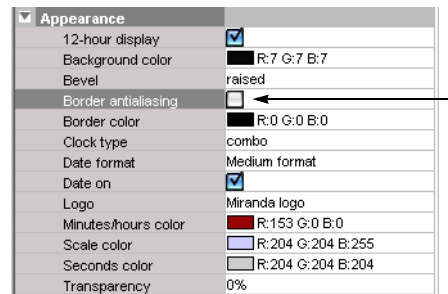 Appearance
12-hour display
Background color R:7 G:7 B:7
Bevel raised
Border antialiasing
Border color R:0 G:0 B:0
Clock type combo
Date format Medium format
Date on
Logo Miranda logo
Minutes/hours color R:153 G:0 B:0
Scale color R:204 G:204 B:255
Seconds color R:204 G:204 B:204
Transparency 0%